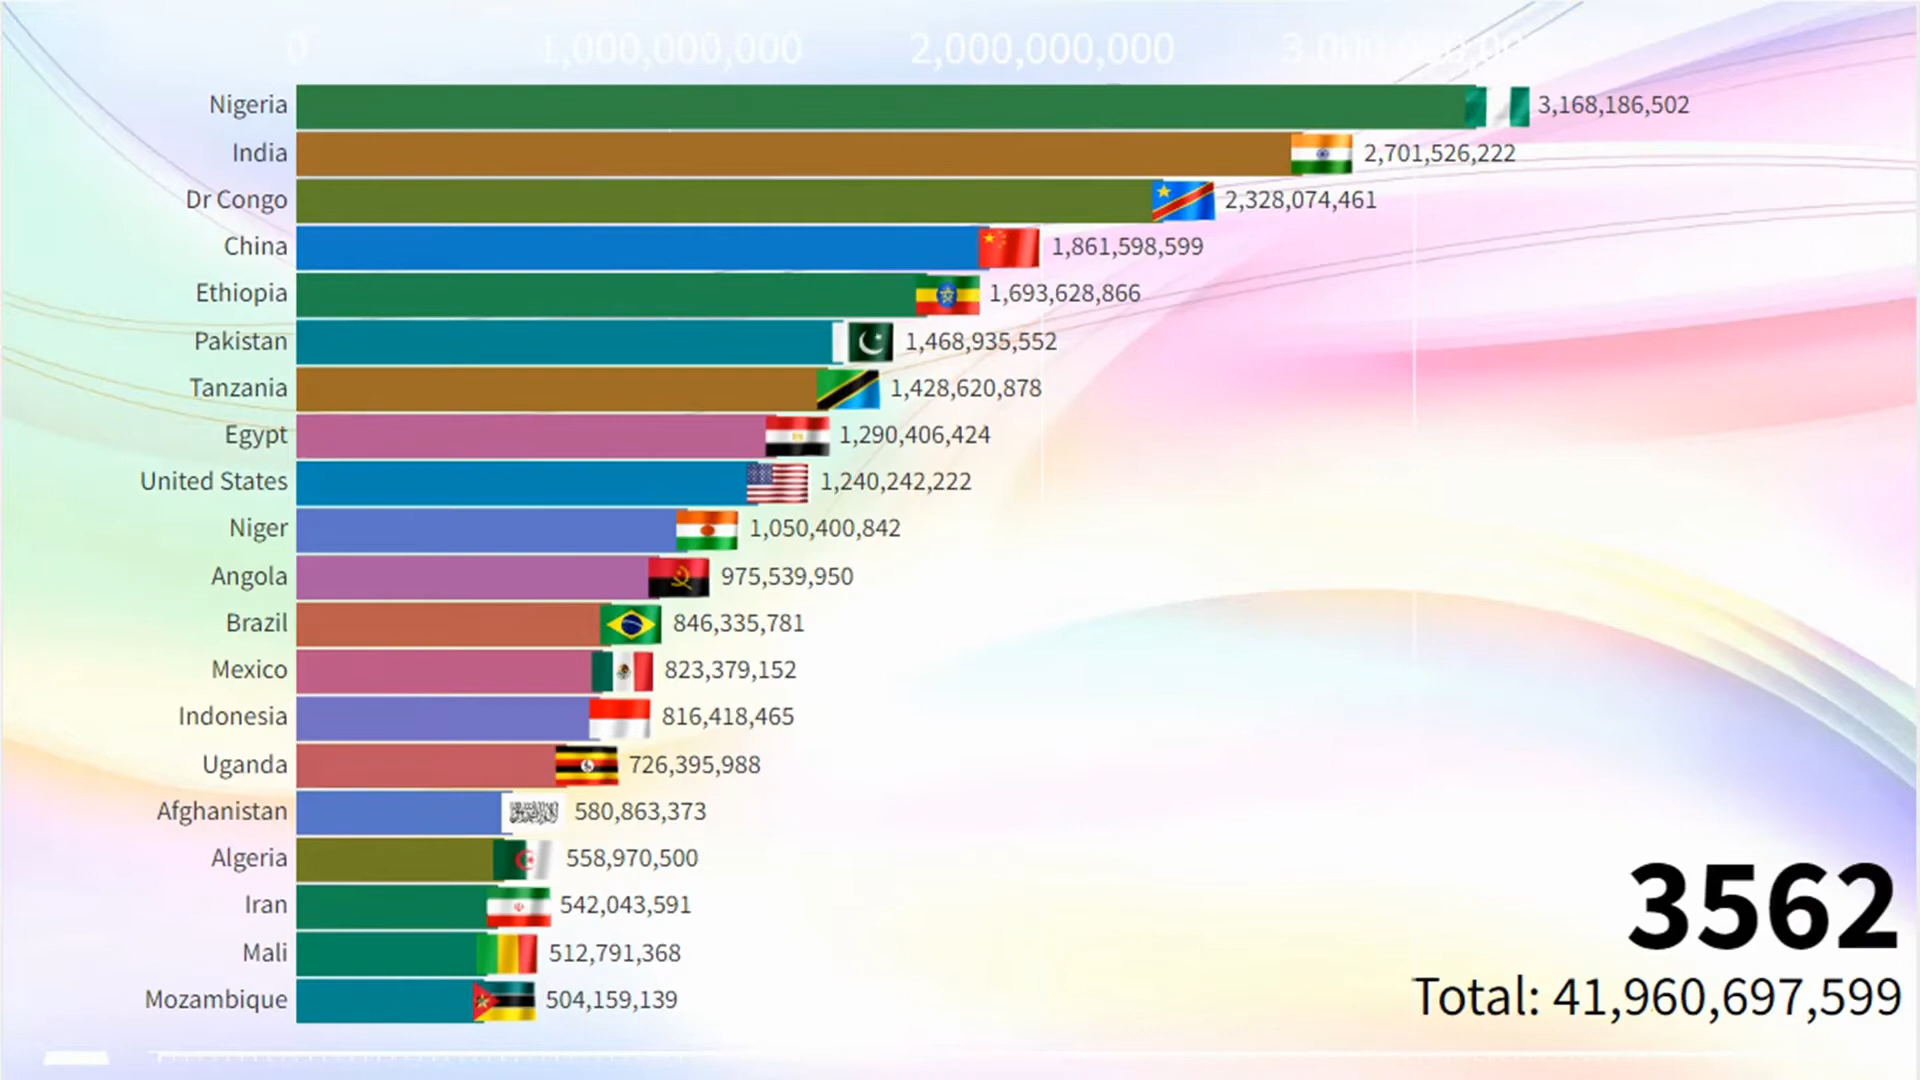 0 1,000,000,000 2,000,000,000
Nigeria 3,168,186,502
India 2,701,526,222
Dr Congo 2,328,074,461
China 1,861,598,599
Ethiopia 1,693,628,866
Pakistan 1,468,935,552
Tanzania 1,428,620,878
Egypt 1,290,406,424
United States 1,240,242,222
Niger 1,050,400,842
Angola 975,539,950
Brazil 846,335,781
Mexico 823,379,152
Indonesia 816,418,465
Uganda 726,395,988
Afghanistan 580,863,373
Algeria 558,970,500
Iran 542,043,591
Mali 512,791,368
Mozambique 504,159,139
3562
Total: 41,960,697,599